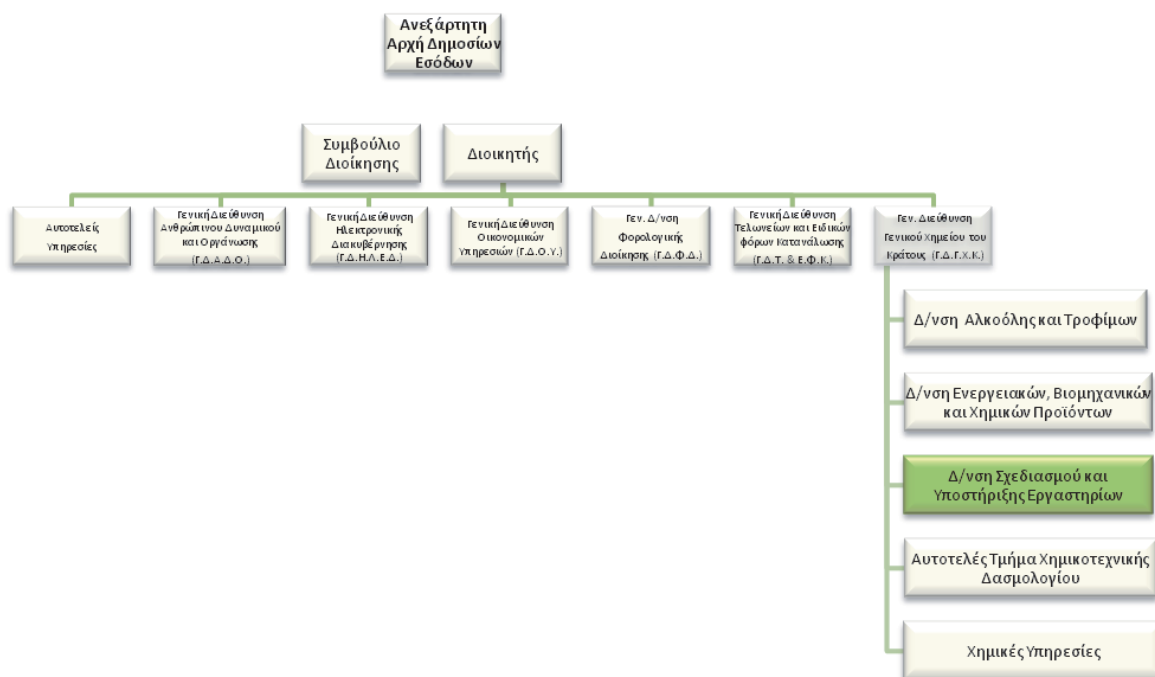 Ανεξάρτητη
Αρχή Δημοσίων
Εσόδων
Συμβούλιο
Διοίκησης
Διοικητής
Αυτοτελείς
Υπηρεσίες
Γενική Διεύθυνση
Ανθρώπινου Δυναμικού
και Οργάνωσης
(Γ.Δ.Α.Δ.Ο.)
Γενική Διεύθυνση
Ηλεκτρονικής
Διακυβέρνησης
(Γ.Δ.Η.Λ.Ε.Δ.)
Γενική Διεύθυνση
Οικονομικών
Υπηρεσιών (Γ.Δ.Ο.Υ.)
Γεν. Δ/νση
Φορολογικής
Διοίκησης (Γ.Δ.Φ.Δ.)
Γενική Διεύθυνση
Τελωνείων και Ειδικών
φόρων Κατανάλωσης
(Γ.Δ.Τ. & Ε.Φ.Κ.)
Γεν. Διεύθυνση
Γενικού Χημείου του
Κράτους (Γ.Δ.Γ.Χ.Κ.)
Δ/νση Αλκοόλης και Τροφίμων
Δ/νση Ενεργειακών, Βιομηχανικών
και Χημικών Προϊόντων
Δ/νση Σχεδιασμού και
Υποστήριξης Εργαστηρίων
Αυτοτελές Τμήμα Χημικοτεχνικής
Δασμολογίου
Χημικές Υπηρεσίες